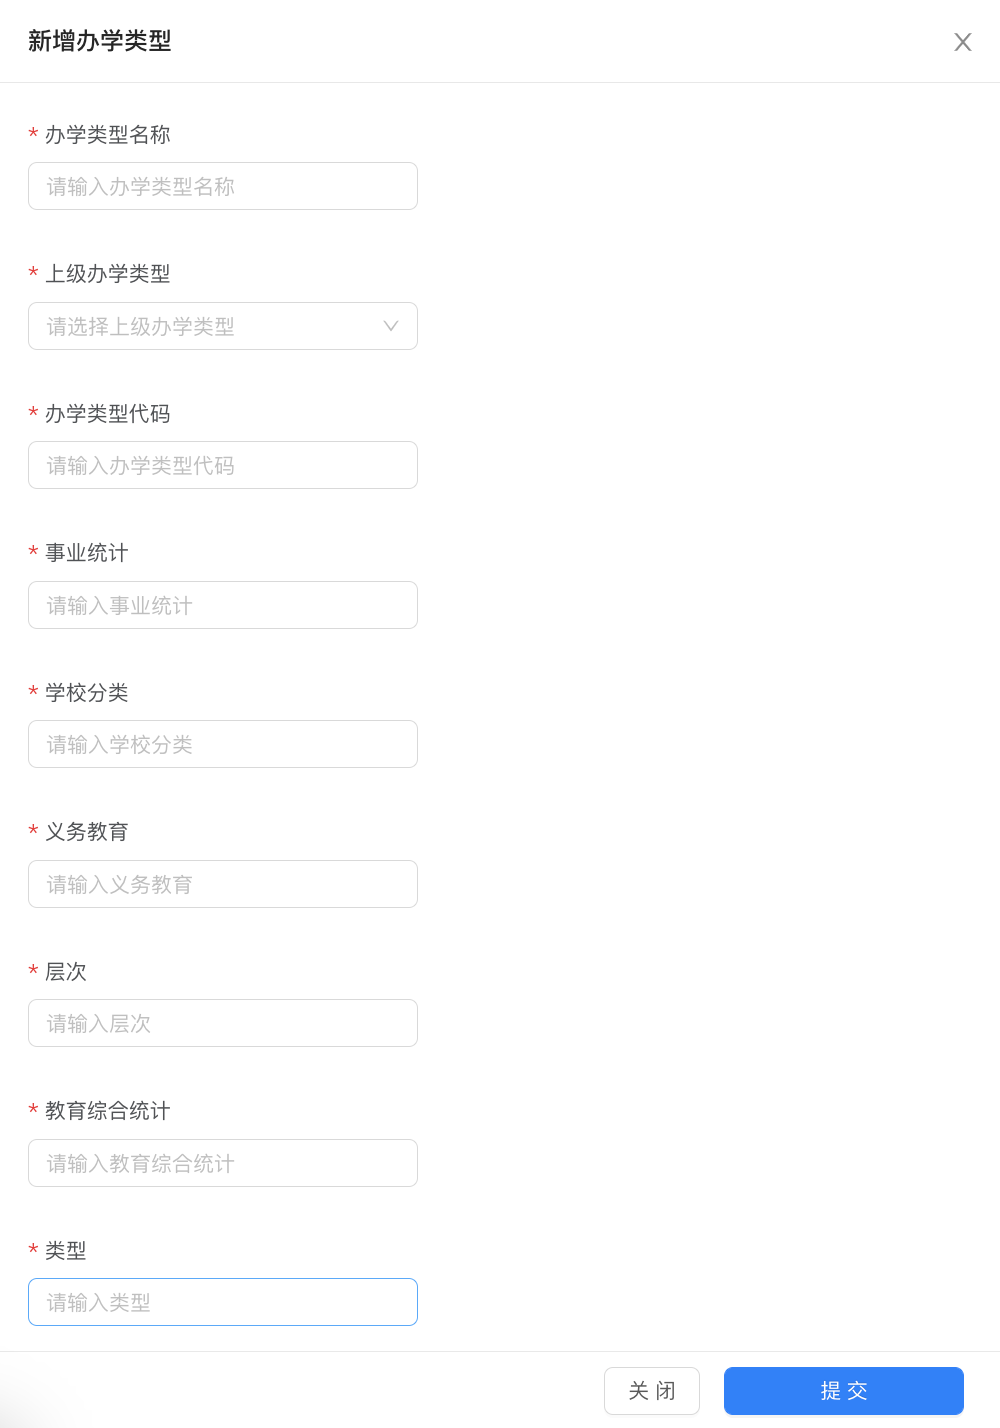 新增办学类型
* 办学类型名称
请输入办学类型名称
* 上级办学类型
请选择上级办学类型
* 办学类型代码
请输入办学类型代码
* 事业统计
请输入事业统计
* 学校分类
请输入学校分类
* 义务教育
请输入义务教育
* 层次
请输入层次
* 教育综合统计
请输入教育综合统计
* 类型
请输入类型
关 闭 提 交